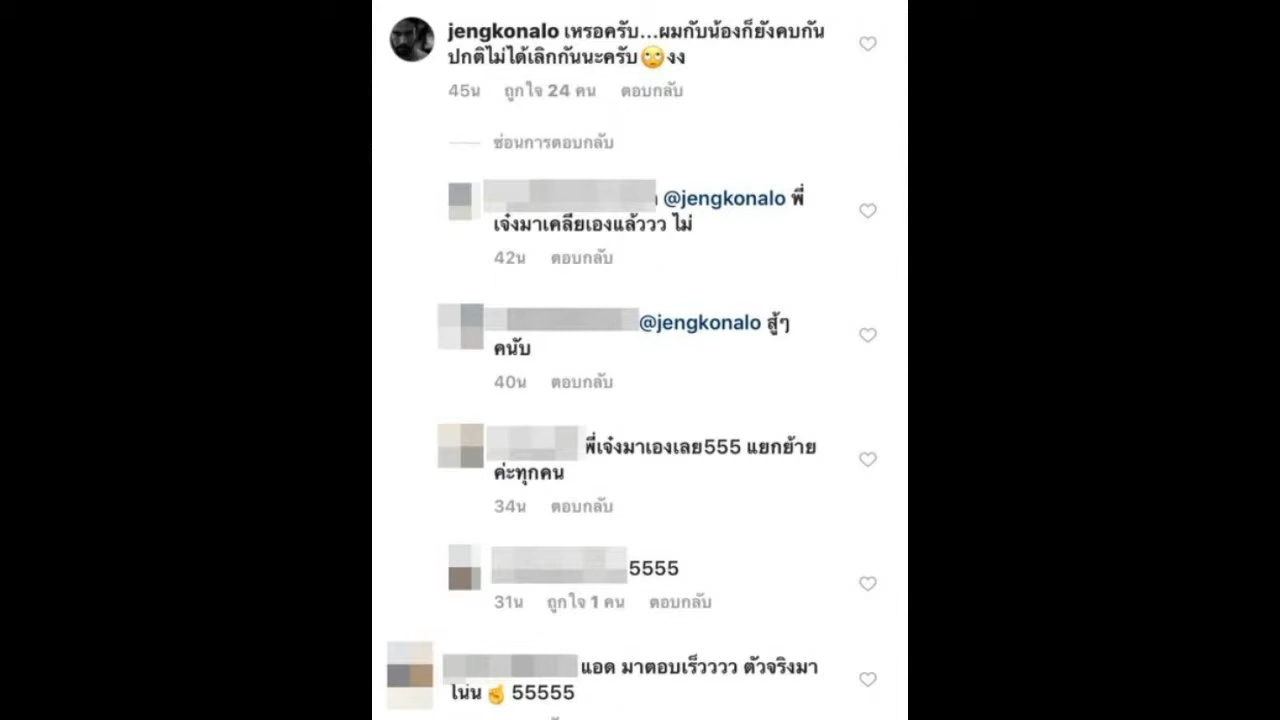 jengkonalo เหรอครับ...ผมกับน้องก็ยังคบกัน
ปกติไม่ได้เลิกกันนะครับ🙄งง
45น ถูกใจ 24 คน ตอบกลับ
ซ่อนการตอบกลับ
@jengkonalo พี่
เจ๋งมาเคลียเองแล้ววว ไม่
42น ตอบกลับ
@jengkonalo สู้ๆ
คนับ
40น ตอบกลับ
พี่เจ๋งมาเองเลย555 แยกย้าย
ค่ะทุกคน
34น ตอบกลับ
5555
31น ถูกใจ 1 คน ตอบกลับ
แอด มาตอบเร็วววว ตัวจริงมา
โน่น☝️ 55555